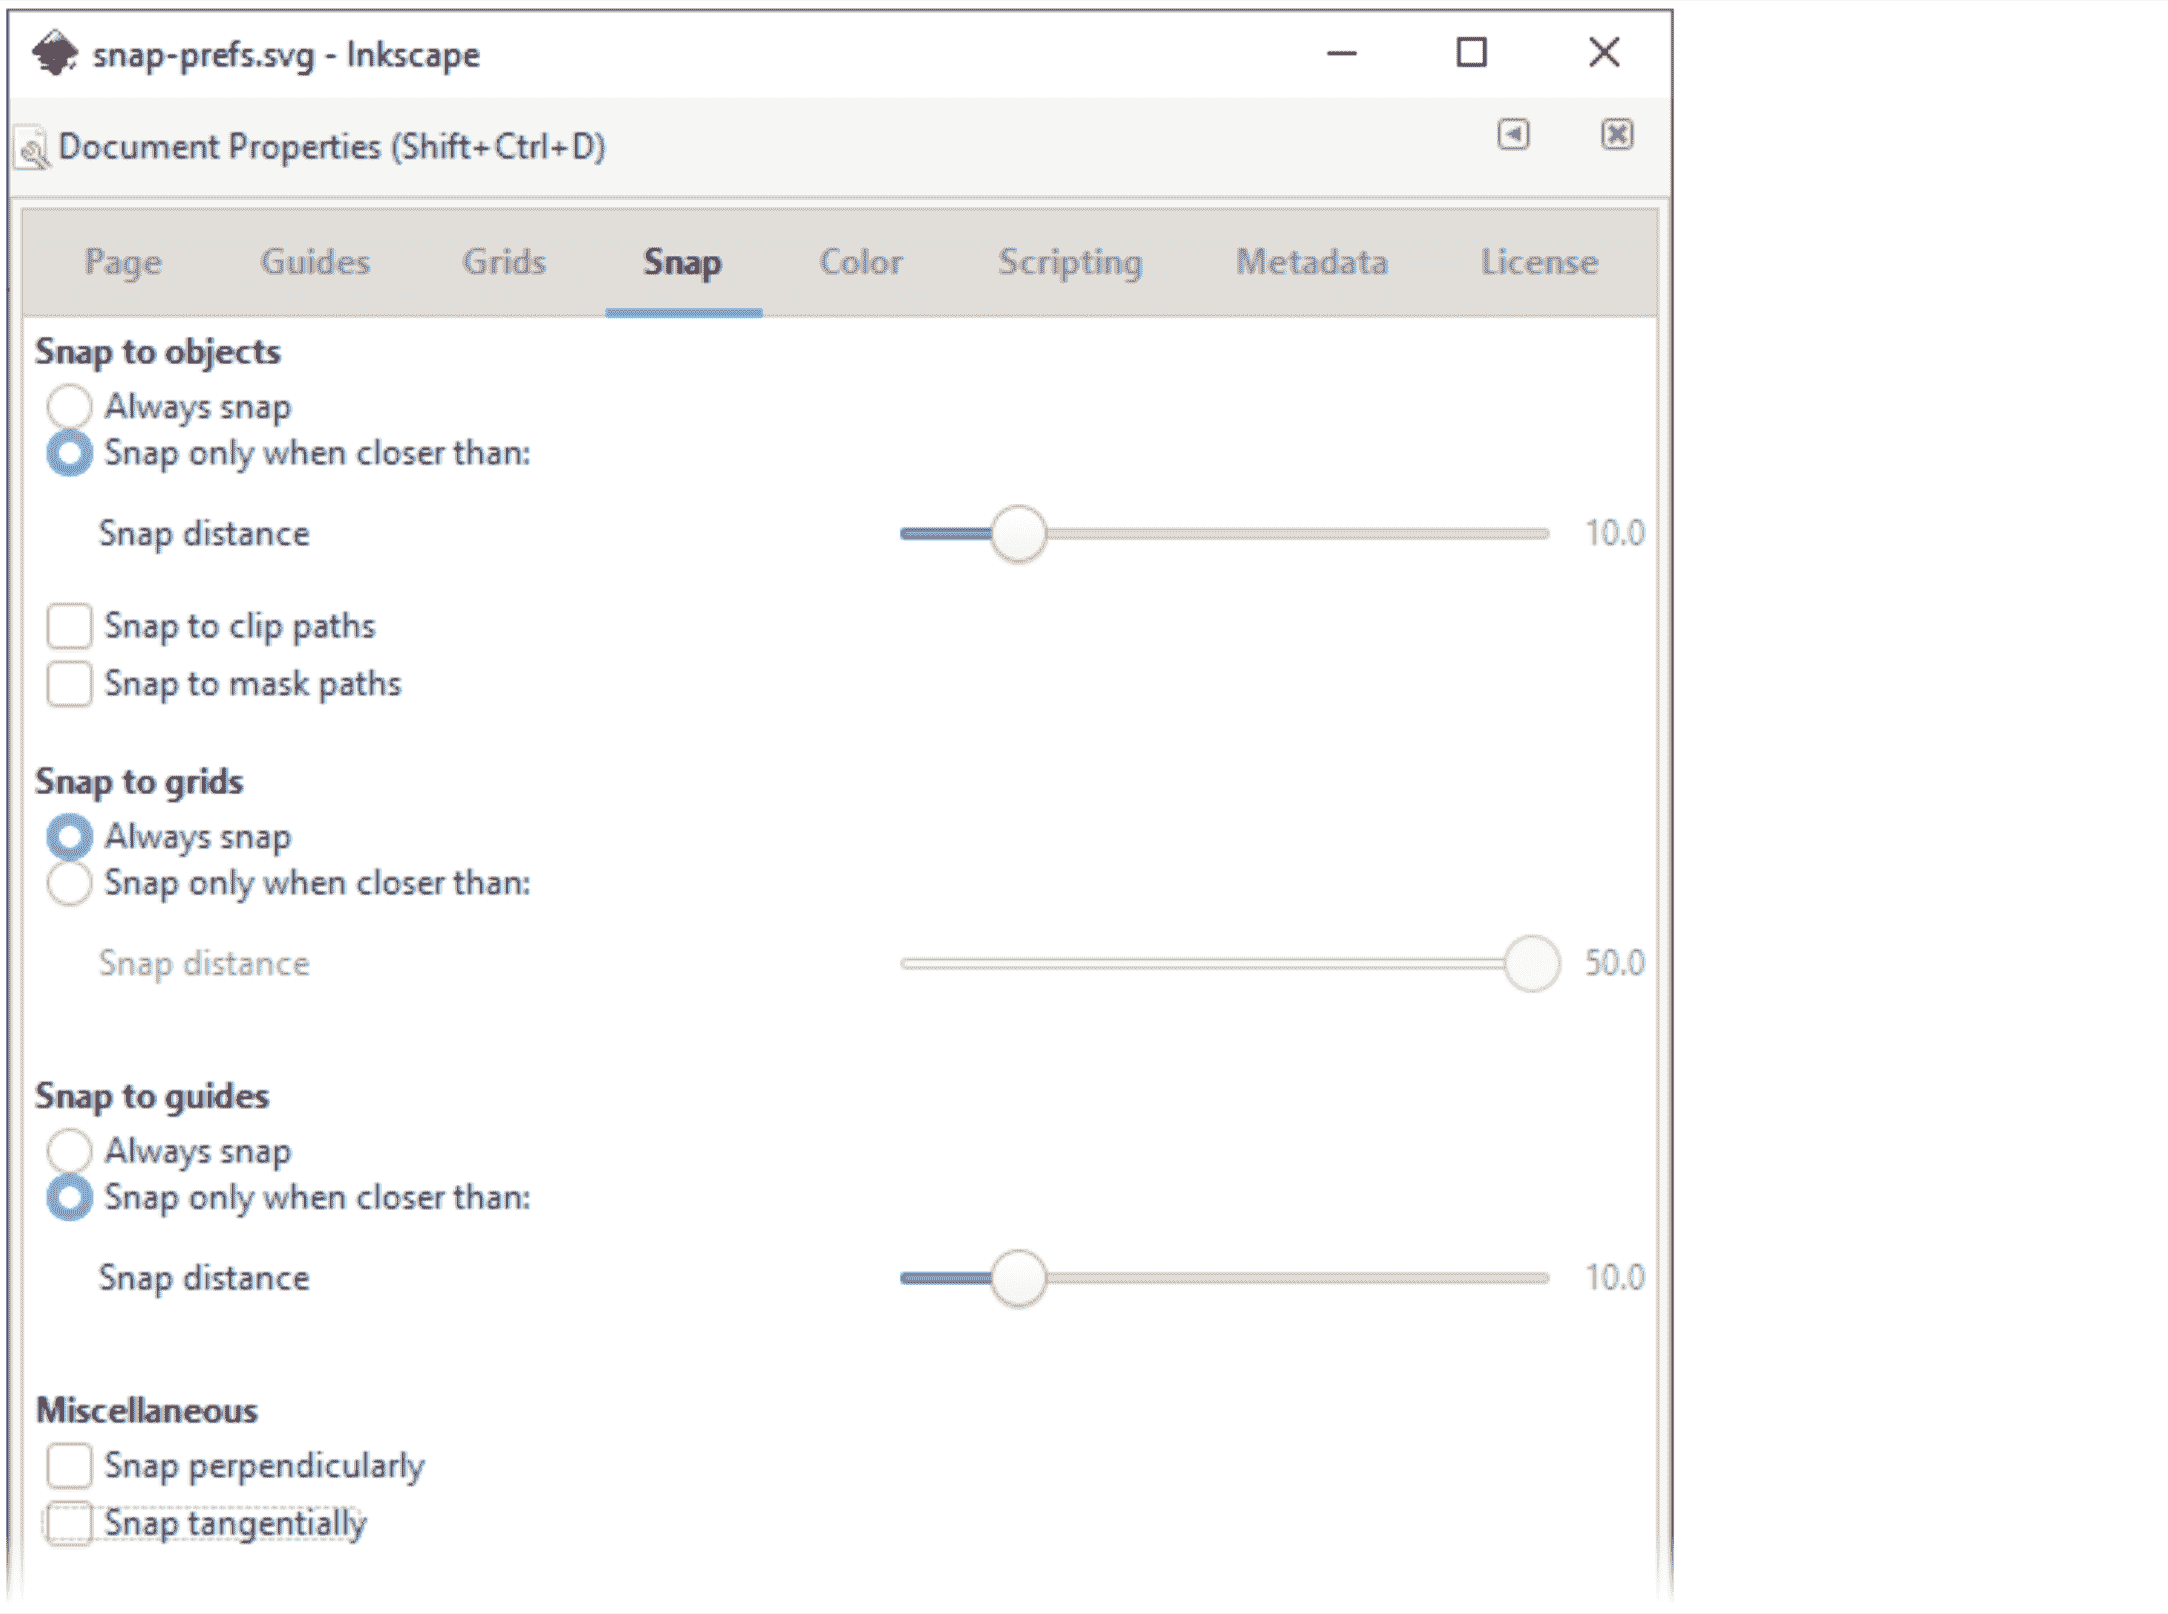 snap-prefs.svg - Inkscape
Document Properties (Shift+Ctrl+D)
Page Guides Grids Snap Color Scripting Metadata License
Snap to objects
Always snap
Snap only when closer than:
Snap distance 10.0
Snap to clip paths
Snap to mask paths
Snap to grids
Always snap
Snap only when closer than:
Snap distance 50.0
Snap to guides
Always snap
Snap only when closer than:
Snap distance 10.0
Miscellaneous
Snap perpendicularly
Snap tangentially